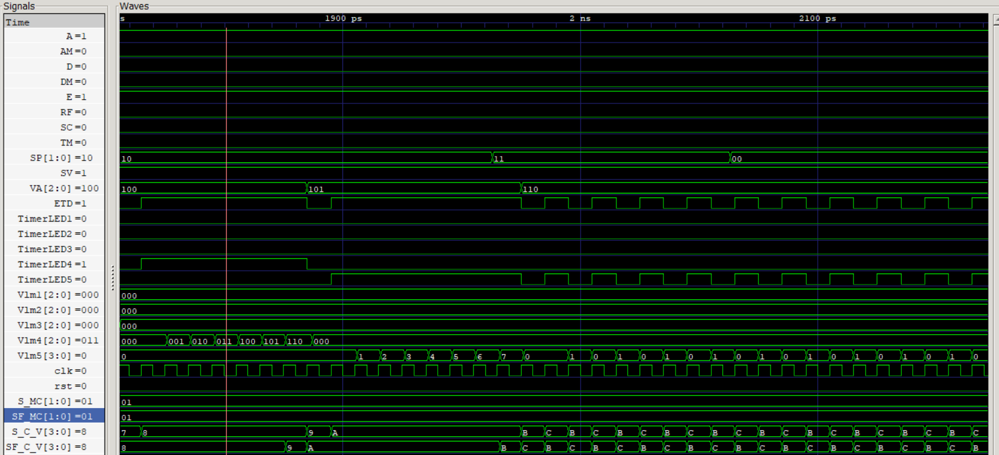 Signals Waves
Time s 1900 ps 2 ns 2100 ps
A=1
AM=0
D=0
DM=0
E=1
RF=0
SC=0
TM=0
SP[1:0]=10 10 11 00
SV=1
VA[2:0]=100 100 101 110
ETD=1
TimerLED1=0
TimerLED2=0
TimerLED3=0
TimerLED4=1
TimerLED5=0
Vlm1[2:0]=000 000
Vlm2[2:0]=000 000
Vlm3[2:0]=000 000
Vlm4[2:0]=011 000 001 010 011 100 101 110 000
Vlm5[3:0]=0 0 1 2 3 4 5 6 7 0 1 0 1 0 1 0 1 0 1 0 1 0 1 0 1 0 1 0
clk=0
rst=0
S_MC[1:0]=01 01
SF_MC[1:0]=01 01
S_C_V[3:0]=8 7 8 9 A B C B C B C B C B C B C B C B C B C B C B C
SF_C_V[3:0]=8 8 9 A B C B C B C B C B C B C B C B C B C B C B C B